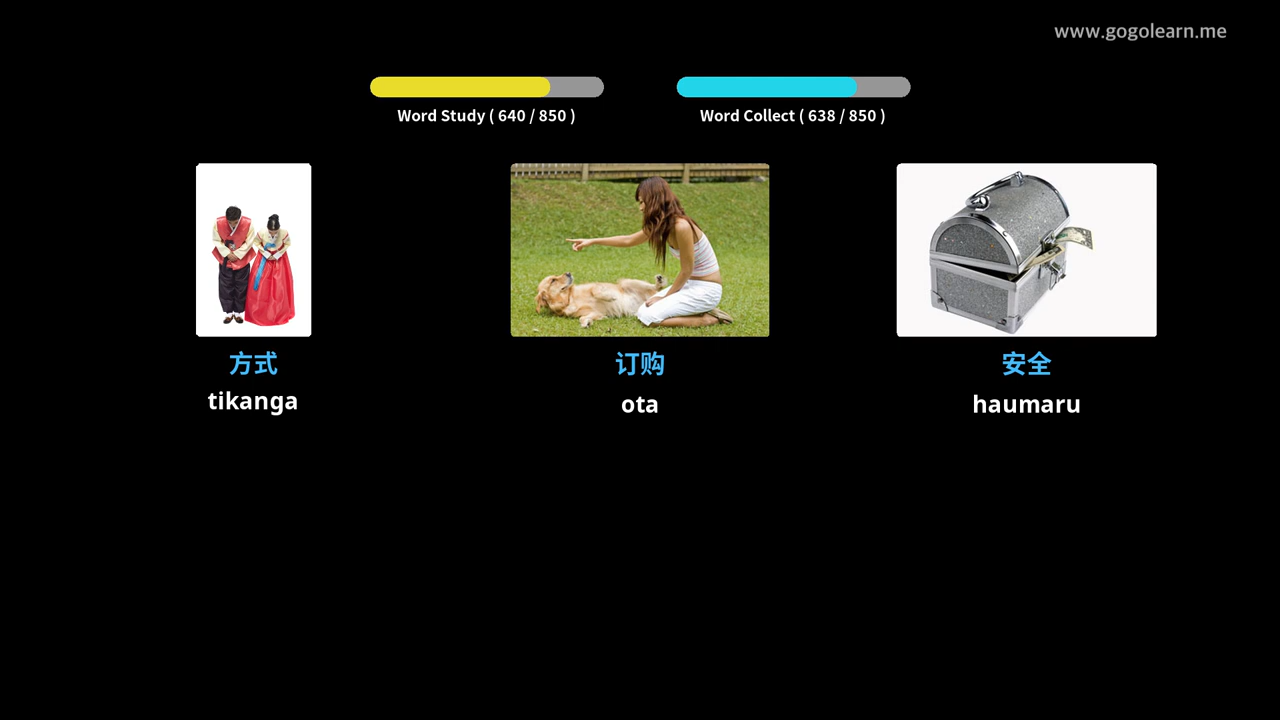 www.gogolearn.me
Word Study ( 640 / 850 )
Word Collect ( 638 / 850 )
方式
订购
安全
tikanga
ota
haumaru